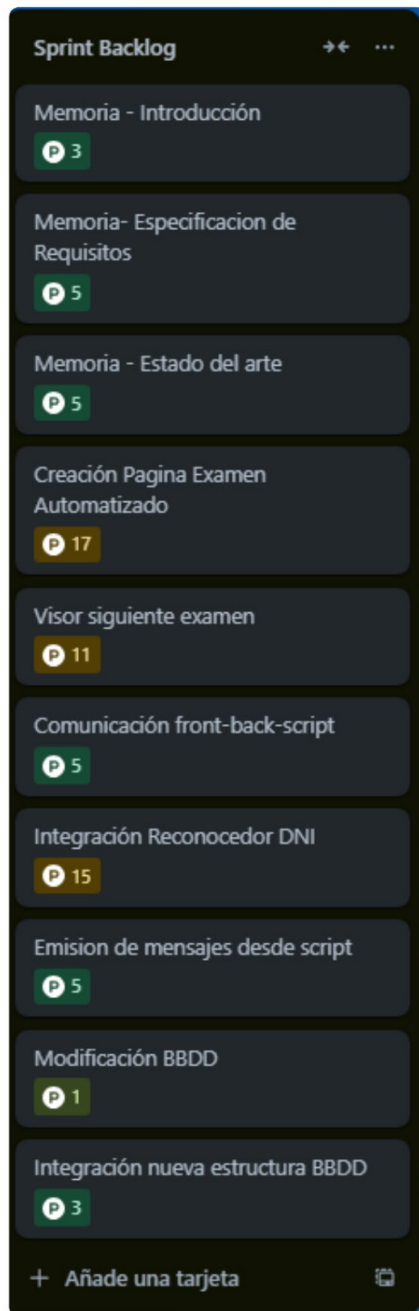 Sprint Backlog
Memoria - Introducción
P 3
Memoria- Especificacion de
Requisitos
P 5
Memoria - Estado del arte
P 5
Creación Pagina Examen
Automatizado
P 17
Visor siguiente examen
P 11
Comunicación front-back-script
P 5
Integración Reconocedor DNI
P 15
Emision de mensajes desde script
P 5
Modificación BBDD
P 1
Integración nueva estructura BBDD
P 3
+ Añade una tarjeta